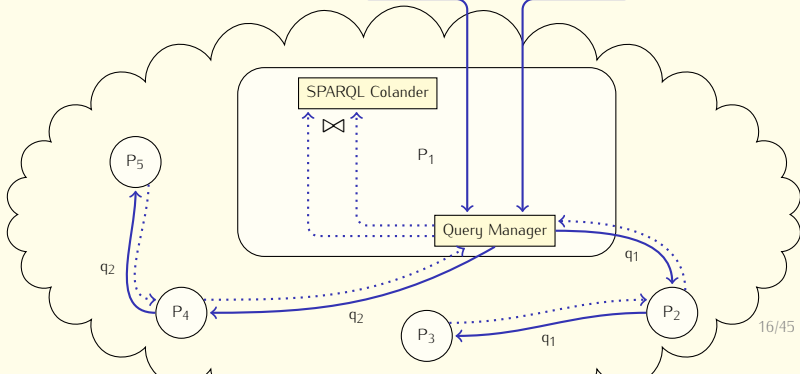 SPARQL Colander
⋈
P1
P5
Query Manager
q1
q2
P4
q2
P3
q1
P2
16/45